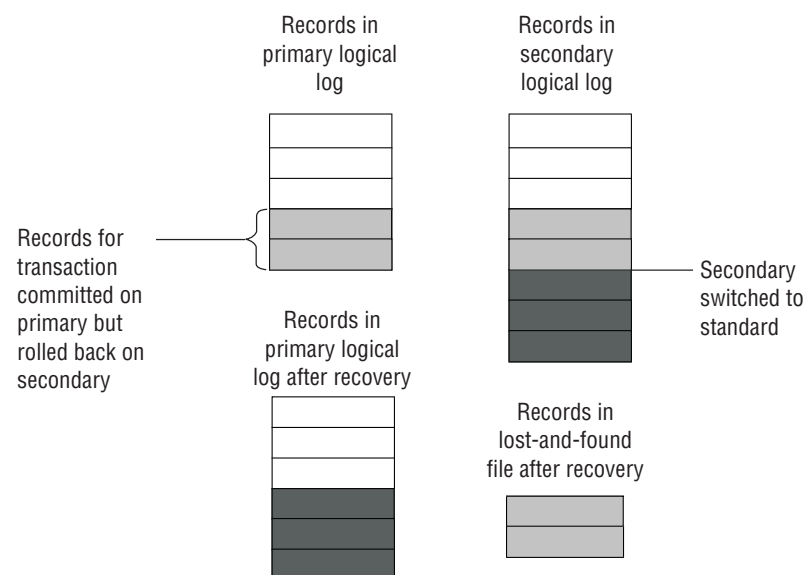 Records in
primary logical
log
Records in
secondary
logical log
Records for
transaction
committed on
primary but
rolled back on
secondary
Secondary
switched to
standard
Records in
primary logical
log after recovery
Records in
lost-and-found
file after recovery